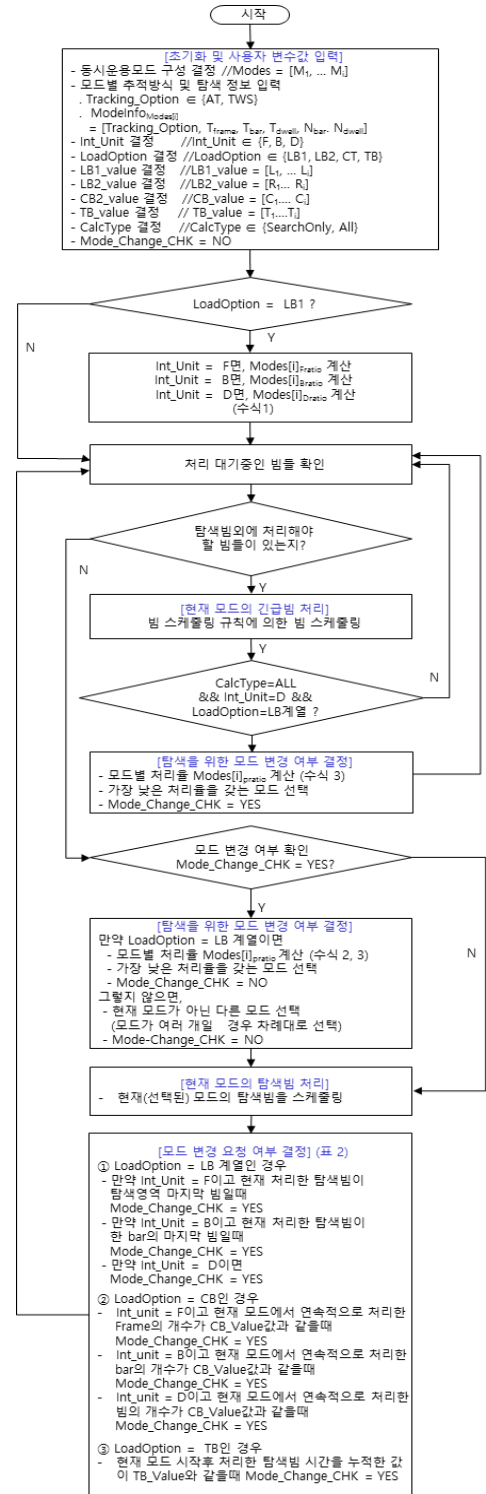 시작
[초기화 및 사용자 변수값 입력]
- 동시운용모드 구성 결정 //Modes = [M1, ... Mi]
- 모드별 추적방식 및 탐색 정보 입력
. Tracking_Option ∈ {AT, TWS}
. ModeInfoModes[i]
= [Tracking_Option, Tframe, Tbar, Tdwell, Nbar. Ndwell]
- Int_Unit 결정 //Int_Unit ∈ {F, B, D}
- LoadOption 결정 //LoadOption ∈ {LB1, LB2, CT, TB}
- LB1_value 결정 //LB1_value = [L1, ... Li]
- LB2_value 결정 //LB2_value = [R1... Ri]
- CB2_value 결정 //CB_value = [C1.... Ci]
- TB_value 결정 // TB_value = [T1....Ti]
- CalcType 결정 //CalcType ∈ {SearchOnly, All}
- Mode_Change_CHK = NO
LoadOption = LB1 ?
N
Y
Int_Unit = F면, Modes[i]Fratio 계산
Int_Unit = B면, Modes[i]Bratio 계산
Int_Unit = D면, Modes[i]Dratio 계산
(수식1)
처리 대기중인 빔들 확인
탐색빔외에 처리해야
할 빔들이 있는지?
N
Y
[현재 모드의 긴급빔 처리]
빔 스케줄링 규칙에 의한 빔 스케줄링
Y
CalcType=ALL
&& Int_Unit=D &&
LoadOption=LB계열 ?
N
[탐색을 위한 모드 변경 여부 결정]
- 모드별 처리율 Modes[i]pratio 계산 (수식 3)
- 가장 낮은 처리율을 갖는 모드 선택
- Mode_Change_CHK = YES
모드 변경 여부 확인
Mode_Change_CHK = YES?
Y
N
[탐색을 위한 모드 변경 여부 결정]
만약 LoadOption = LB 계열이면
- 모드별 처리율 Modes[i]pratio 계산 (수식 2, 3)
- 가장 낮은 처리율을 갖는 모드 선택
- Mode_Change_CHK = NO
그렇지 않으면,
- 현재 모드가 아닌 다른 모드 선택
(모드가 여러 개일 경우 차례대로 선택)
- Mode-Change_CHK = NO
[현재 모드의 탐색빔 처리]
- 현재(선택된) 모드의 탐색빔을 스케줄링
[모드 변경 요청 여부 결정] (표 2)
① LoadOption = LB 계열인 경우
- 만약 Int_Unit = F이고 현재 처리한 탐색빔이
탐색영역 마지막 빔일때
Mode_Change_CHK = YES
- 만약 Int_Unit = B이고 현재 처리한 탐색빔이
한 bar의 마지막 빔일때
Mode_Change_CHK = YES
- 만약 Int_Unit = D이면
Mode_Change_CHK = YES
② LoadOption = CB인 경우
- Int_unit = F이고 현재 모드에서 연속적으로 처리한
Frame의 개수가 CB_Value값과 같을때
Mode_Change_CHK = YES
- Int_unit = B이고 현재 모드에서 연속적으로 처리한
bar의 개수가 CB_Value값과 같을때
Mode_Change_CHK = YES
- Int_unit = D이고 현재 모드에서 연속적으로 처리한
빔의 개수가 CB_Value값과 같을때
Mode_Change_CHK = YES
③ LoadOption = TB인 경우
- 현재 모드 시작후 처리한 탐색빔 시간을 누적한 값
이 TB_Value와 같을때 Mode_Change_CHK = YES